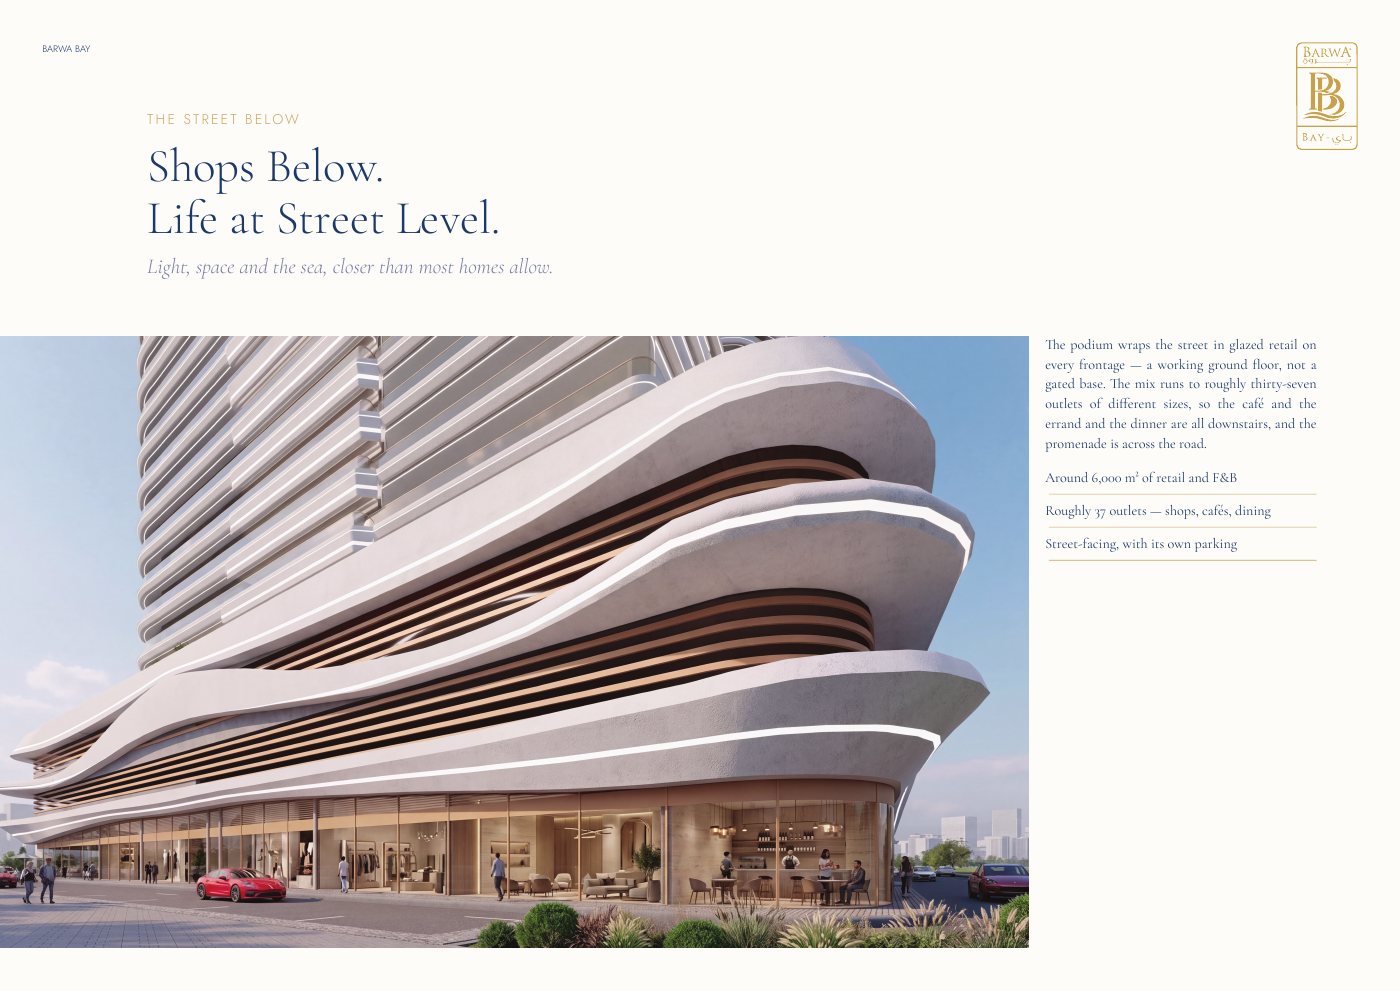 BARWA BAY
BARWA
BAY
باي
THE STREET BELOW
Shops Below.
Life at Street Level.
Light, space and the sea, closer than most homes allow.
The podium wraps the street in glazed retail on
every frontage — a working ground floor, not a
gated base. The mix runs to roughly thirty-seven
outlets of different sizes, so the café and the
errand and the dinner are all downstairs, and the
promenade is across the road.
Around 6,000 m² of retail and F&B
Roughly 37 outlets — shops, cafés, dining
Street-facing, with its own parking